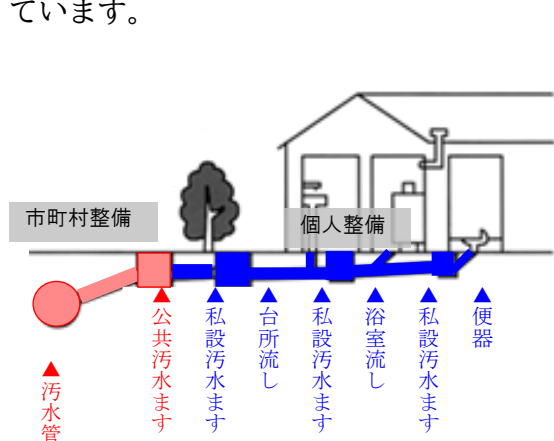 ています。
市町村整備
個人整備
▲汚水管
▲公共汚水ます
▲私設汚水ます
▲台所流し
▲私設汚水ます
▲浴室流し
▲私設汚水ます
▲便器